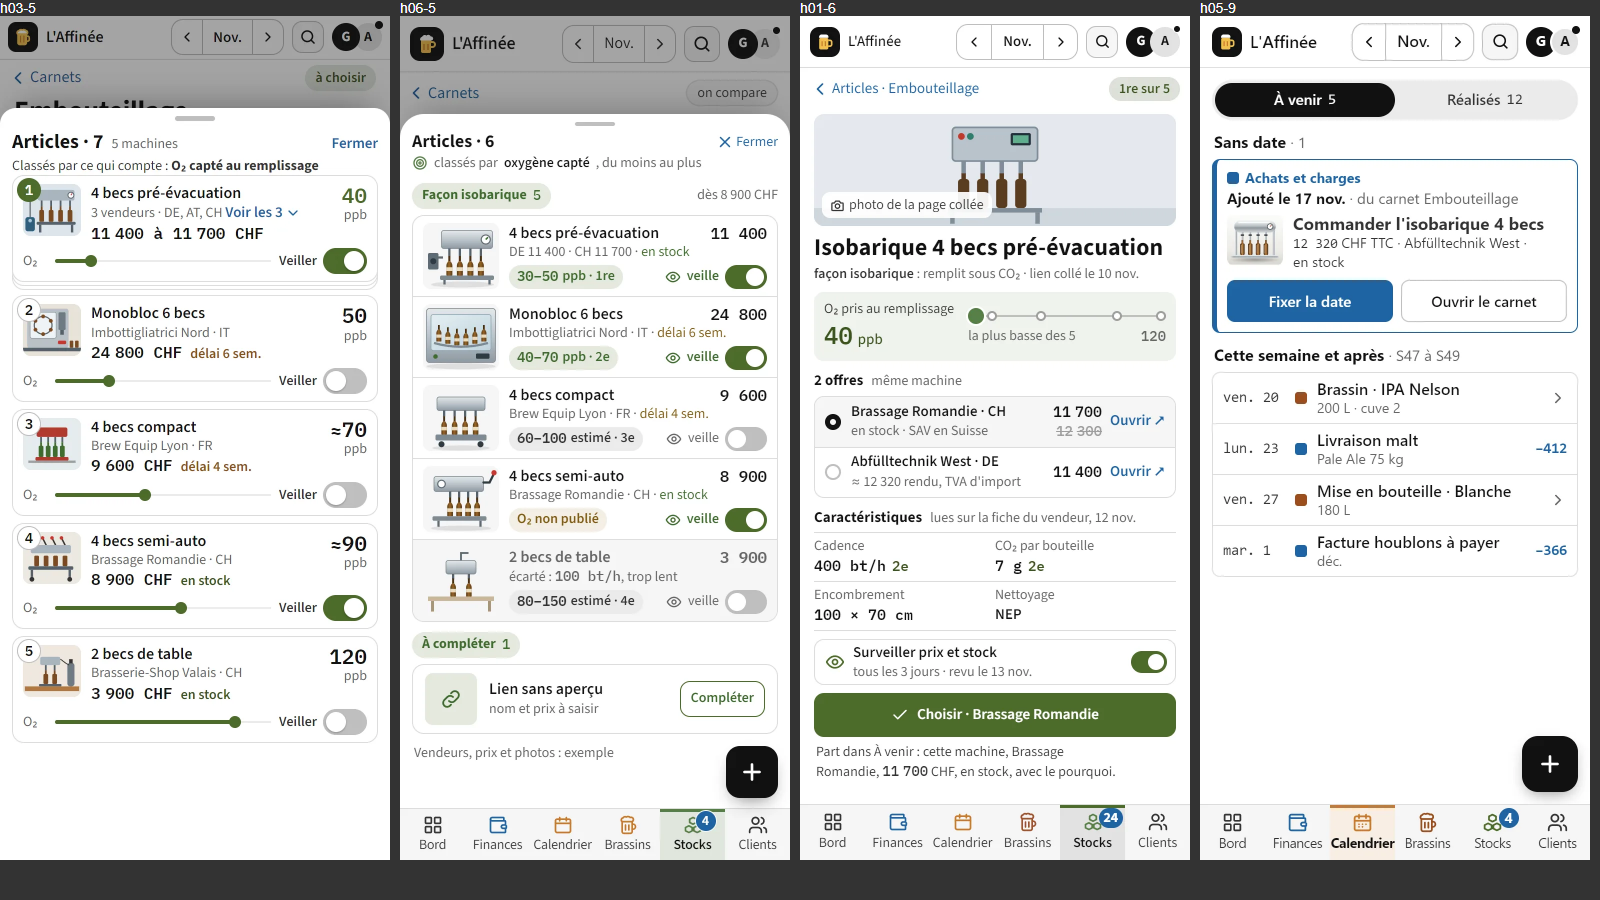 h03-5
L'Affinée
Nov.
G
A
Carnets
à choisir
Embouteillage
Articles · 7 5 machines
Fermer
Classés par ce qui compte : O₂ capté au remplissage
1
4 becs pré-évacuation
40
3 vendeurs · DE, AT, CH Voir les 3
ppb
11 400 à 11 700 CHF
O₂
Veiller
2
Monobloc 6 becs
50
Imbottigliatrici Nord · IT
ppb
24 800 CHF délai 6 sem.
O₂
Veiller
3
4 becs compact
≈70
Brew Equip Lyon · FR
ppb
9 600 CHF délai 4 sem.
O₂
Veiller
4
4 becs semi-auto
≈90
Brassage Romandie · CH
ppb
8 900 CHF en stock
O₂
Veiller
5
2 becs de table
120
Brasserie-Shop Valais · CH
ppb
3 900 CHF en stock
O₂
Veiller
h06-5
L'Affinée
Nov.
G
A
Carnets
on compare
Articles · 6
Fermer
classés par oxygène capté , du moins au plus
Façon isobarique 5
dès 8 900 CHF
4 becs pré-évacuation
11 400
DE 11 400 · CH 11 700 · en stock
30–50 ppb · 1re
veille
Monobloc 6 becs
24 800
Imbottigliatrici Nord · IT · délai 6 sem.
40–70 ppb · 2e
veille
4 becs compact
9 600
Brew Equip Lyon · FR · délai 4 sem.
60–100 estimé · 3e
veille
4 becs semi-auto
8 900
Brassage Romandie · CH · en stock
O₂ non publié
veille
2 becs de table
3 900
écarté : 100 bt/h, trop lent
80–150 estimé · 4e
veille
À compléter 1
Lien sans aperçu
nom et prix à saisir
Compléter
Vendeurs, prix et photos : exemple
+
Bord
Finances
Calendrier
Brassins
4
Stocks
Clients
h01-6
L'Affinée
Nov.
G
A
Articles · Embouteillage
1re sur 5
photo de la page collée
Isobarique 4 becs pré-évacuation
façon isobarique : remplit sous CO₂ · lien collé le 10 nov.
O₂ pris au remplissage
40 ppb
la plus basse des 5
120
2 offres même machine
Brassage Romandie · CH
11 700
Ouvrir ↗
en stock · SAV en Suisse
12 300
Abfülltechnik West · DE
11 400
Ouvrir ↗
≈ 12 320 rendu, TVA d'import
Caractéristiques lues sur la fiche du vendeur, 12 nov.
Cadence
CO₂ par bouteille
400 bt/h 2e
7 g 2e
Encombrement
Nettoyage
100 × 70 cm
NEP
Surveiller prix et stock
tous les 3 jours · revu le 13 nov.
Choisir · Brassage Romandie
Part dans À venir : cette machine, Brassage
Romandie, 11 700 CHF, en stock, avec le pourquoi.
Bord
Finances
Calendrier
Brassins
24
Stocks
Clients
h05-9
L'Affinée
Nov.
G
A
À venir 5
Réalisés 12
Sans date · 1
Achats et charges
Ajouté le 17 nov. · du carnet Embouteillage
Commander l'isobarique 4 becs
12 320 CHF TTC · Abfülltechnik West ·
en stock
Fixer la date
Ouvrir le carnet
Cette semaine et après · S47 à S49
ven. 20
Brassin · IPA Nelson
200 L · cuve 2
lun. 23
Livraison malt
Pale Ale 75 kg
−412
ven. 27
Mise en bouteille · Blanche
180 L
mar. 1
déc.
Facture houblons à payer
−366
+
Bord
Finances
Calendrier
Brassins
4
Stocks
Clients